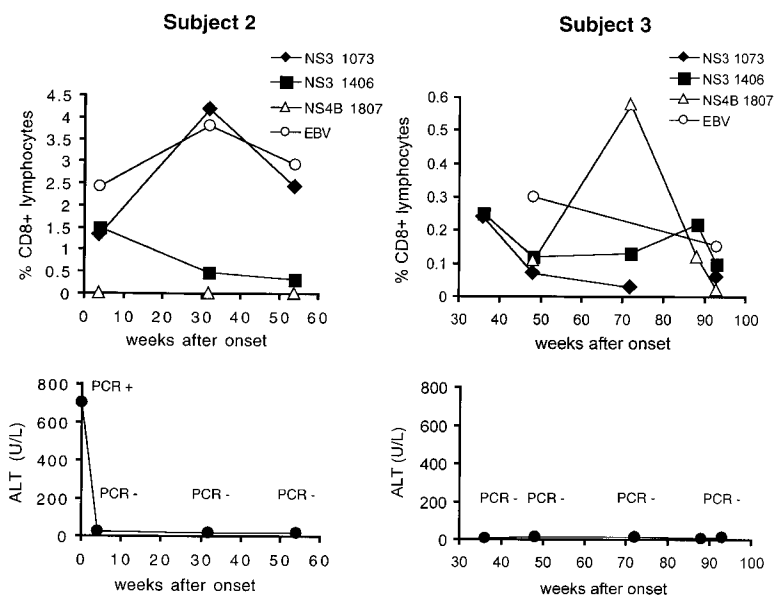 Subject 2
NS3 1073
NS3 1406
NS4B 1807
EBV
% CD8+ lymphocytes
4.5
4
3.5
3
2.5
2
1.5
1
0.5
0
0 10 20 30 40 50 60
weeks after onset
Subject 3
NS3 1073
NS3 1406
NS4B 1807
EBV
% CD8+ lymphocytes
0.6
0.5
0.4
0.3
0.2
0.1
0
30 40 50 60 70 80 90 100
weeks after onset
ALT (U/L)
800
600
400
200
0
PCR +
PCR - PCR - PCR -
0 10 20 30 40 50 60
weeks after onset
ALT (U/L)
800
600
400
200
0
PCR - PCR - PCR - PCR -
30 40 50 60 70 80 90 100
weeks after onset